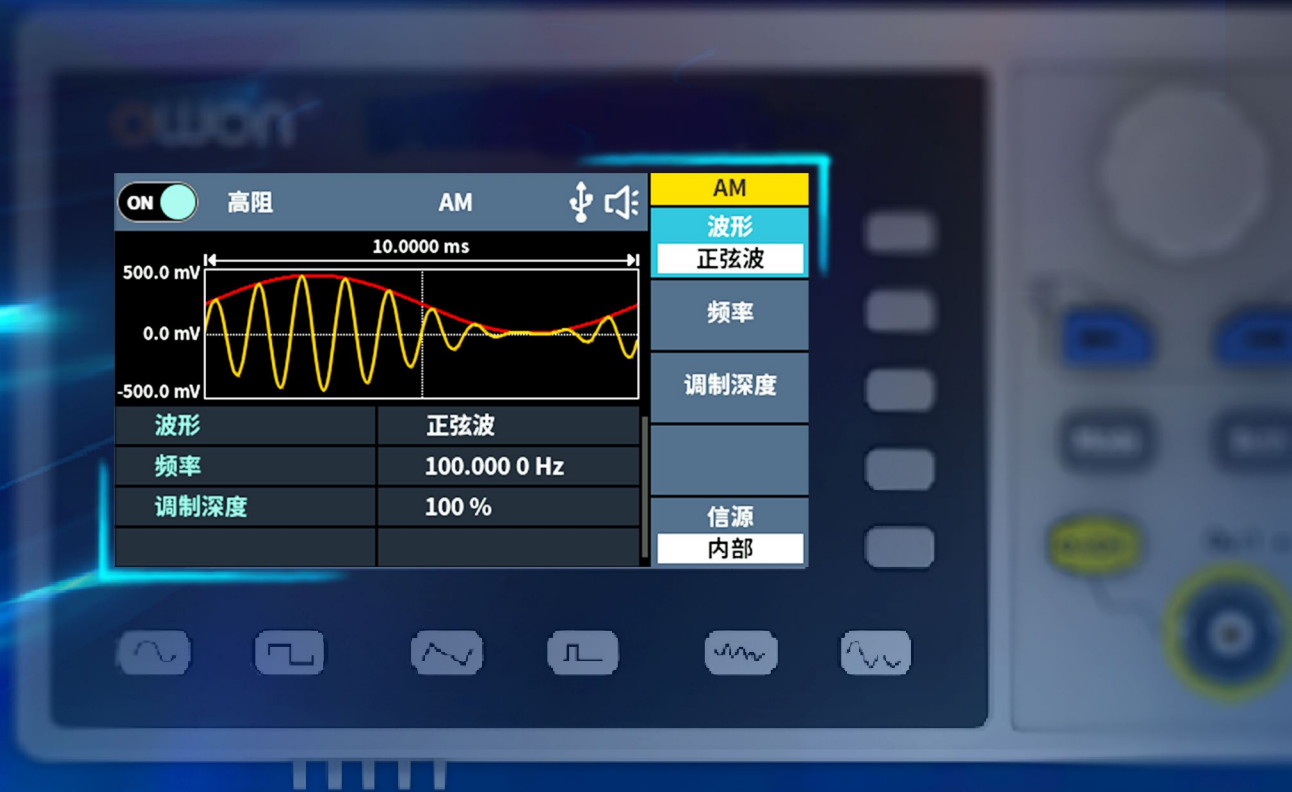 owon
ON 高阻 AM
10.0000 ms
500.0 mV
0.0 mV
-500.0 mV
波形 正弦波
频率 100.000 0 Hz
调制深度 100 %
AM
波形
正弦波
频率
调制深度
信源
内部